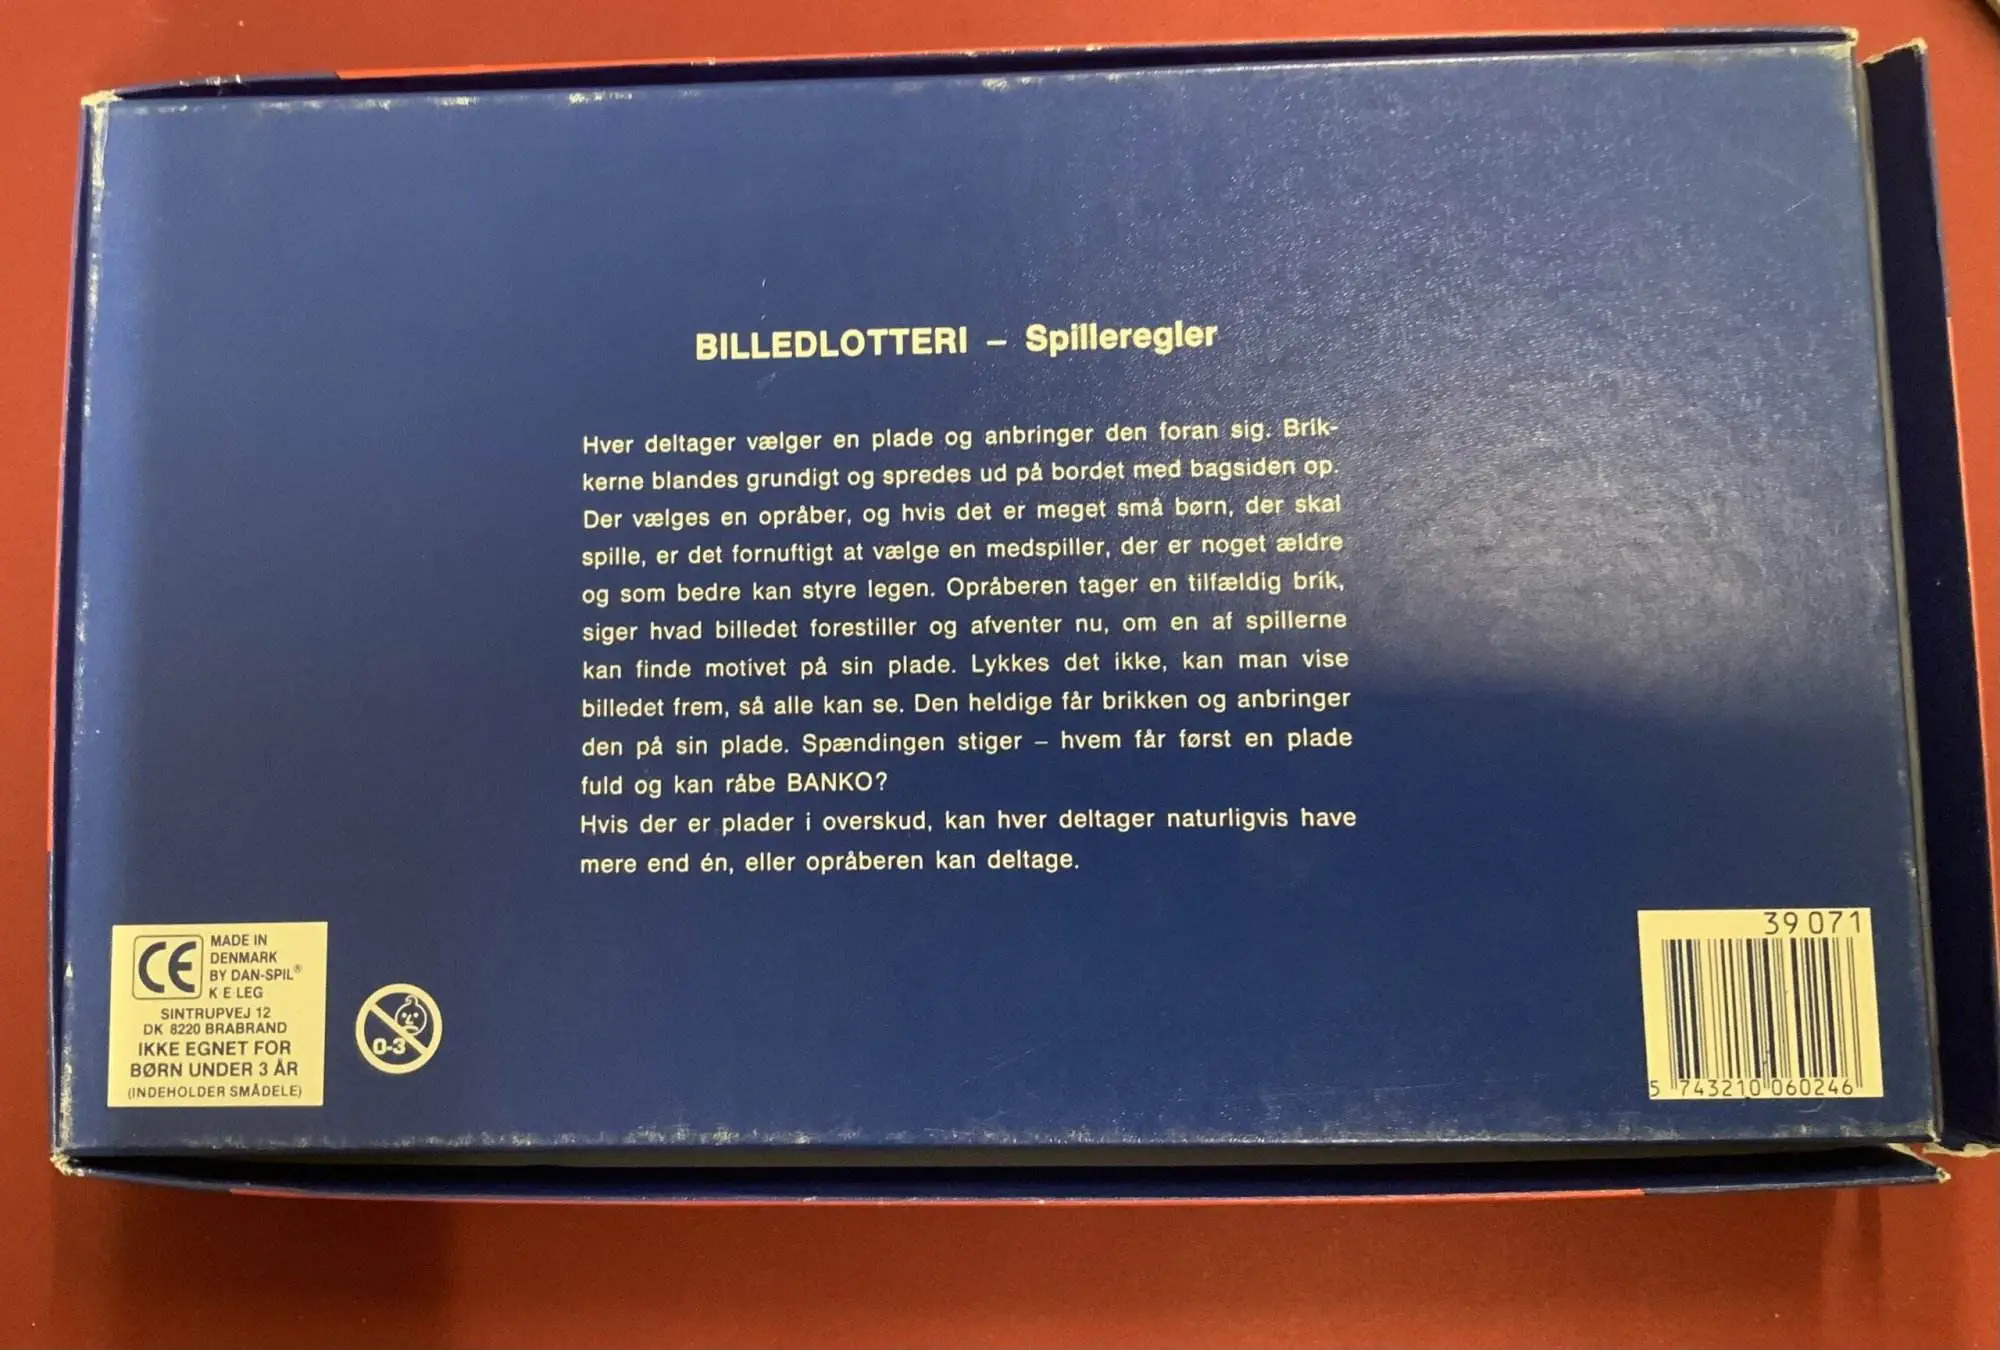 BILLEDLOTTERI – Spilleregler
Hver deltager vælger en plade og anbringer den foran sig. Brik-
kerne blandes grundigt og spredes ud på bordet med bagsiden op.
Der vælges en opråber, og hvis det er meget små børn, der skal
spille, er det fornuftigt at vælge en medspiller, der er noget ældre
og som bedre kan styre legen. Opråberen tager en tilfældig brik,
siger hvad billedet forestiller og afventer nu, om en af spillerne
kan finde motivet på sin plade. Lykkes det ikke, kan man vise
billedet frem, så alle kan se. Den heldige får brikken og anbringer
den på sin plade. Spændingen stiger – hvem får først en plade
fuld og kan råbe BANKO?
Hvis der er plader i overskud, kan hver deltager naturligvis have
mere end én, eller opråberen kan deltage.
CE
MADE IN
DENMARK
BY DAN-SPIL®
K E LEG
SINTRUPVEJ 12
DK 8220 BRABRAND
IKKE EGNET FOR
BØRN UNDER 3 ÅR
(INDEHOLDER SMÅDELE)
0-3
39 071
5 743210 060246